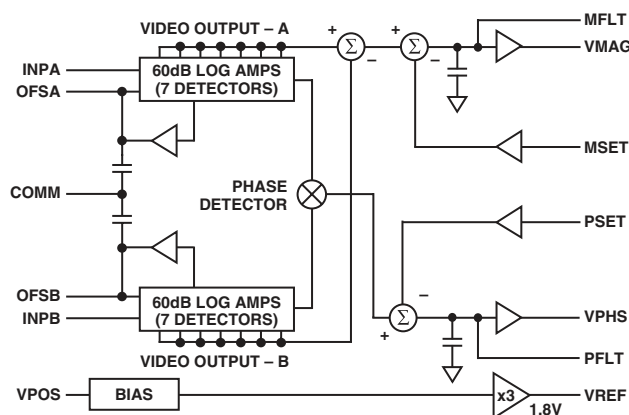 VIDEO OUTPUT – A
+
Σ
–
+
Σ
–
MFLT
VMAG
INPA
OFSA
60dB LOG AMPS
(7 DETECTORS)
MSET
COMM
PHASE
DETECTOR
PSET
OFSB
INPB
60dB LOG AMPS
(7 DETECTORS)
–
+
Σ
VPHS
PFLT
VIDEO OUTPUT – B
VPOS
BIAS
x3
1.8V
VREF